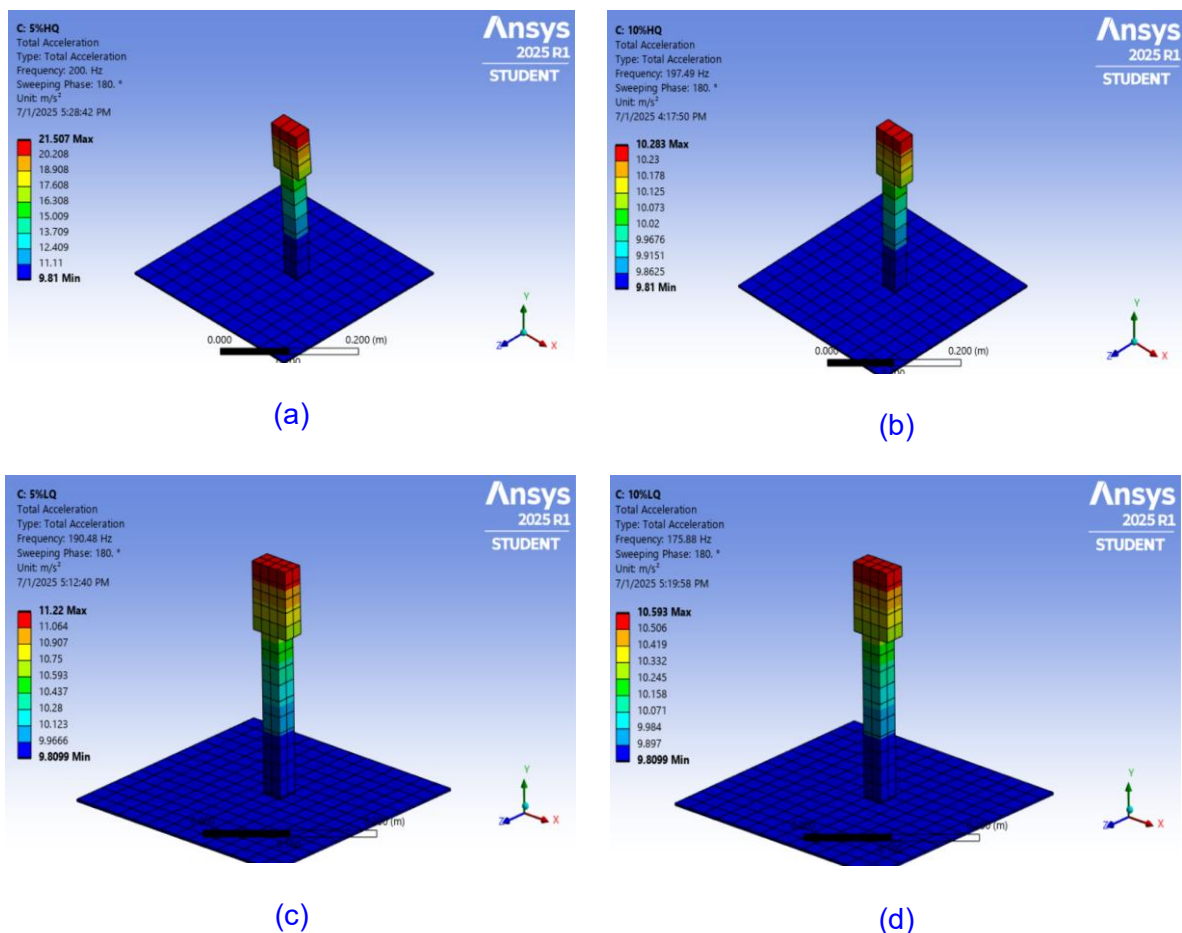 C: 5%HQ
Total Acceleration
Type: Total Acceleration
Frequency: 200. Hz
Sweeping Phase: 180. °
Unit: m/s²
7/1/2025 5:28:42 PM
21.507 Max
20.208
18.908
17.608
16.308
15.009
13.709
12.409
11.11
9.81 Min
Ansys
2025 R1
STUDENT
0.000
0.200 (m)
Y
Z
X
(a)
C: 10%HQ
Total Acceleration
Type: Total Acceleration
Frequency: 197.49 Hz
Sweeping Phase: 180. °
Unit: m/s²
7/1/2025 4:17:50 PM
10.283 Max
10.23
10.178
10.125
10.073
10.02
9.9676
9.9151
9.8625
9.81 Min
Ansys
2025 R1
STUDENT
0.000
0.200 (m)
Y
Z
X
(b)
C: 5%LQ
Total Acceleration
Type: Total Acceleration
Frequency: 190.48 Hz
Sweeping Phase: 180. °
Unit: m/s²
7/1/2025 5:12:40 PM
11.22 Max
11.064
10.907
10.75
10.593
10.437
10.28
10.123
9.9666
9.8099 Min
Ansys
2025 R1
STUDENT
(m)
Y
Z
X
(c)
C: 10%LQ
Total Acceleration
Type: Total Acceleration
Frequency: 175.88 Hz
Sweeping Phase: 180. °
Unit: m/s²
7/1/2025 5:19:58 PM
10.593 Max
10.506
10.419
10.332
10.245
10.158
10.071
9.984
9.897
9.8099 Min
Ansys
2025 R1
STUDENT
(m)
Y
Z
X
(d)